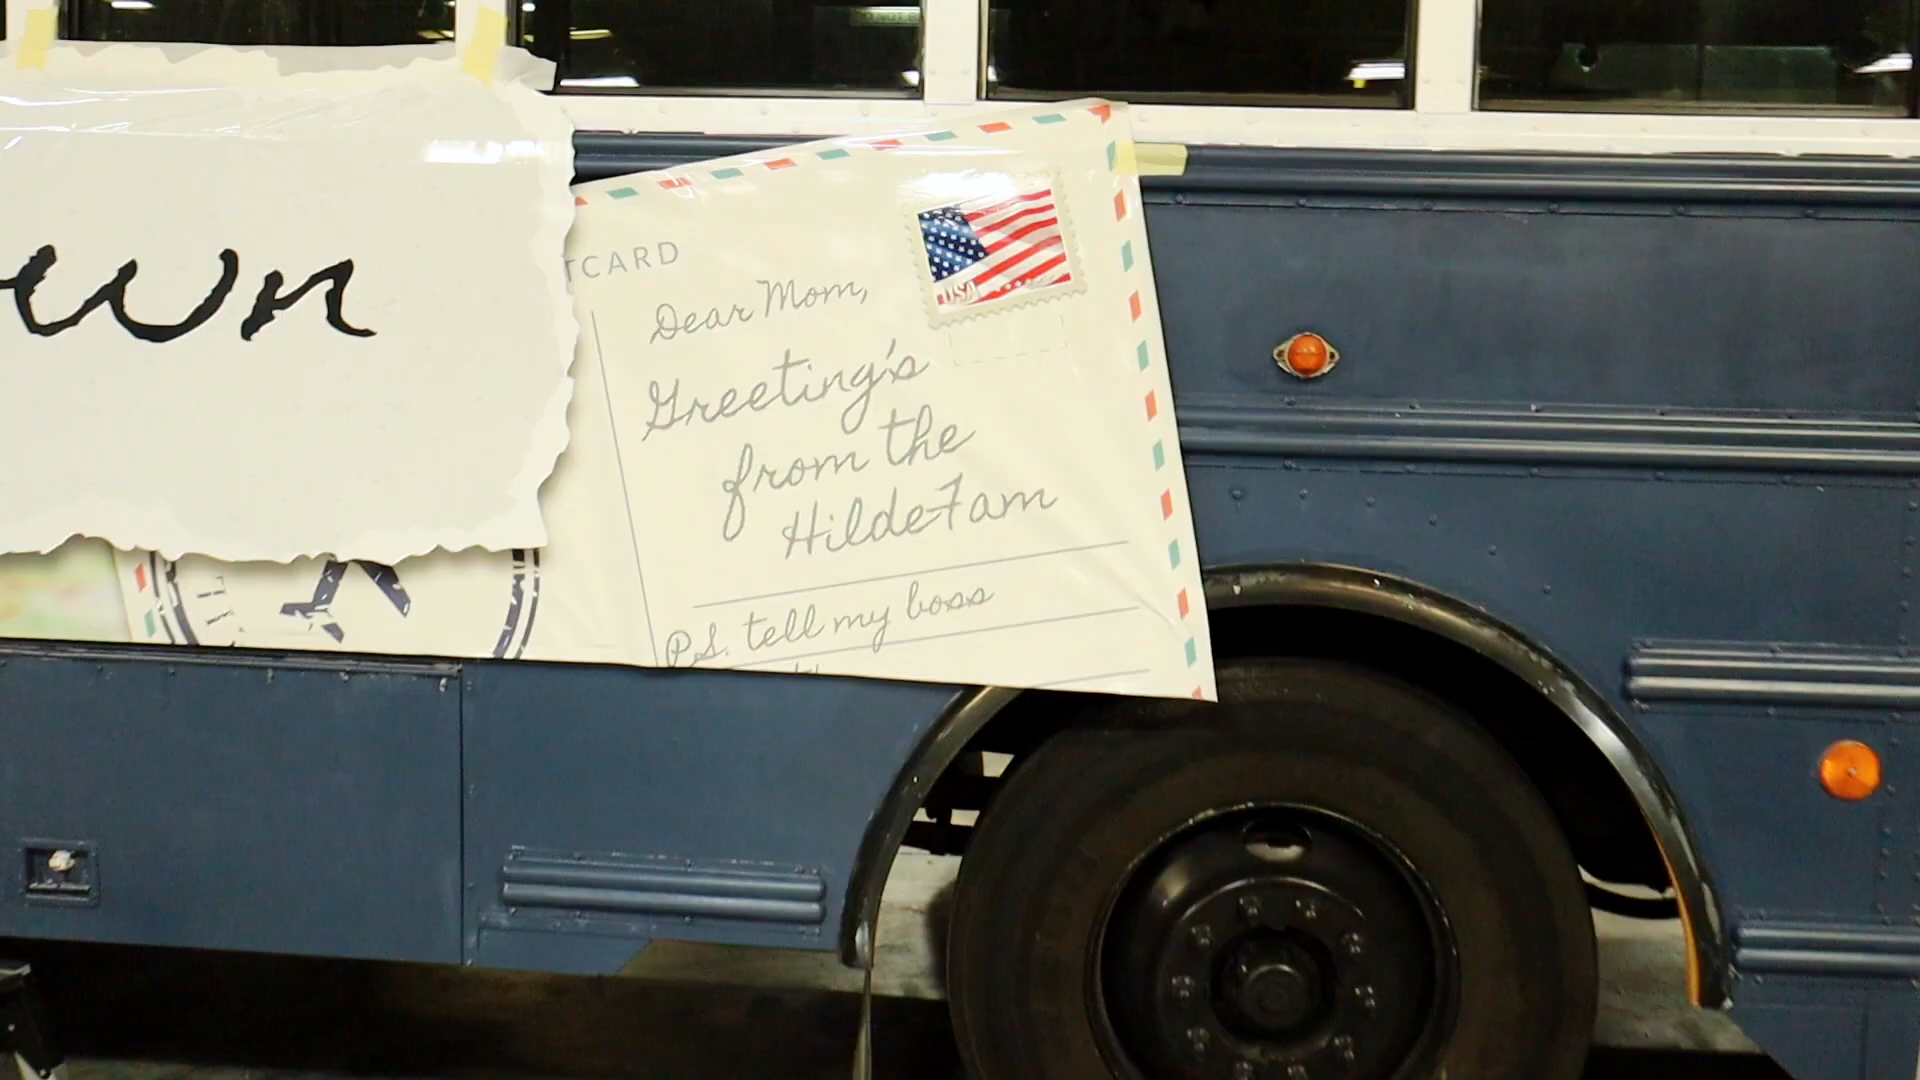 wn
TCARD
USA
Dear Mom,
Greeting's
from the
HildeFam
P.S. tell my boss